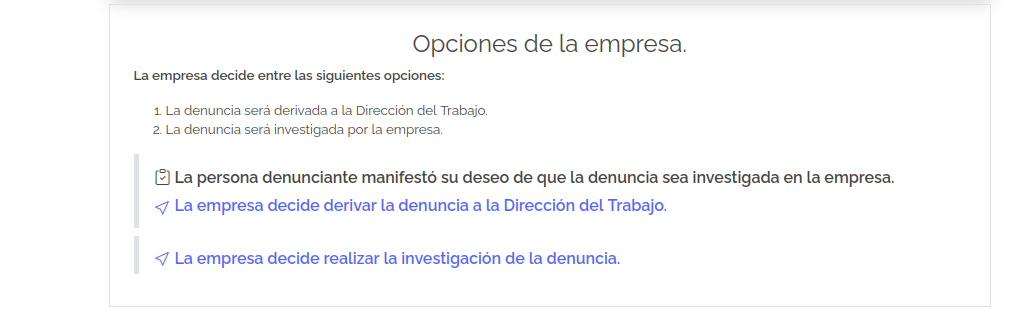 Opciones de la empresa.
La empresa decide entre las siguientes opciones:
1. La denuncia será derivada a la Dirección del Trabajo.
2. La denuncia será investigada por la empresa.
La persona denunciante manifestó su deseo de que la denuncia sea investigada en la empresa.
La empresa decide derivar la denuncia a la Dirección del Trabajo.
La empresa decide realizar la investigación de la denuncia.